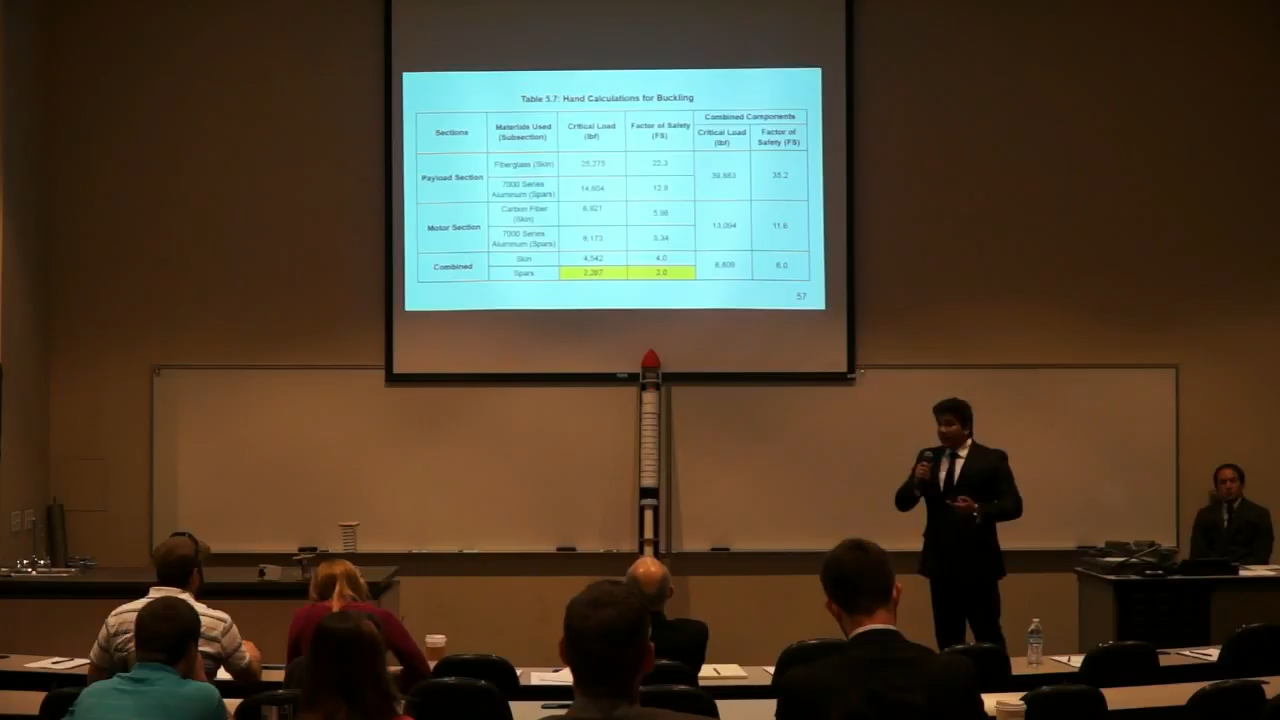 Table 5.7: Hand Calculations for Buckling
Sections
Materials Used (Subsection)
Critical Load (lbf)
Factor of Safety (FS)
Combined Components
Critical Load (lbf)
Factor of Safety (FS)
Payload Section
Fiberglass (Skin)
25,275
22.3
7000 Series Aluminum (Spars)
14,604
12.9
35.2
Motor Section
Carbon Fiber (Skin)
6,921
5.98
7000 Series Aluminum (Spars)
6,173
5.34
13,094
11.6
Combined
Skin
4,542
4.0
Spars
2,267
2.0
6,809
6.0
57